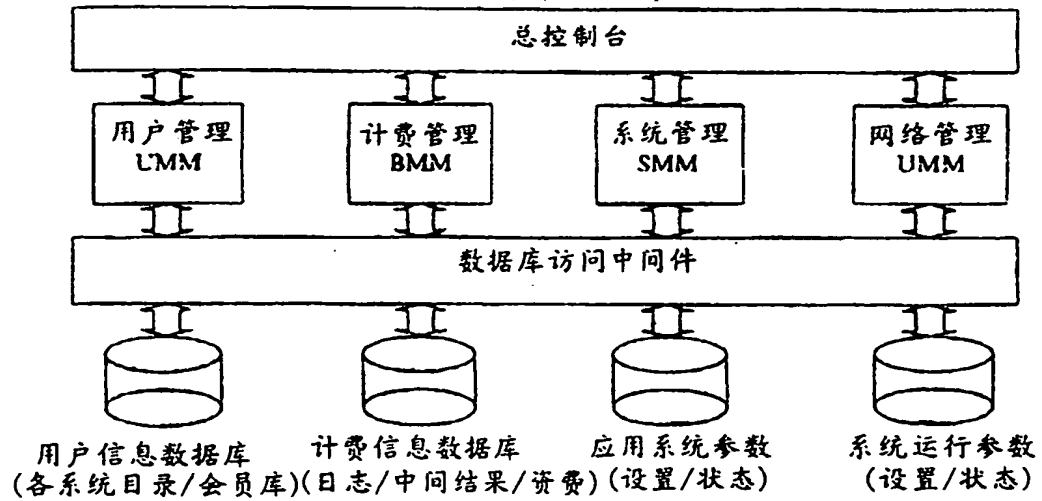 总控制台
用户管理 计费管理 系统管理 网络管理
UMM BMM SMM UMM
数据库访问中间件
用户信息数据库 计费信息数据库 应用系统参数 系统运行参数
(各系统目录/会员库)(日志/中间结果/资费) (设置/状态) (设置/状态)